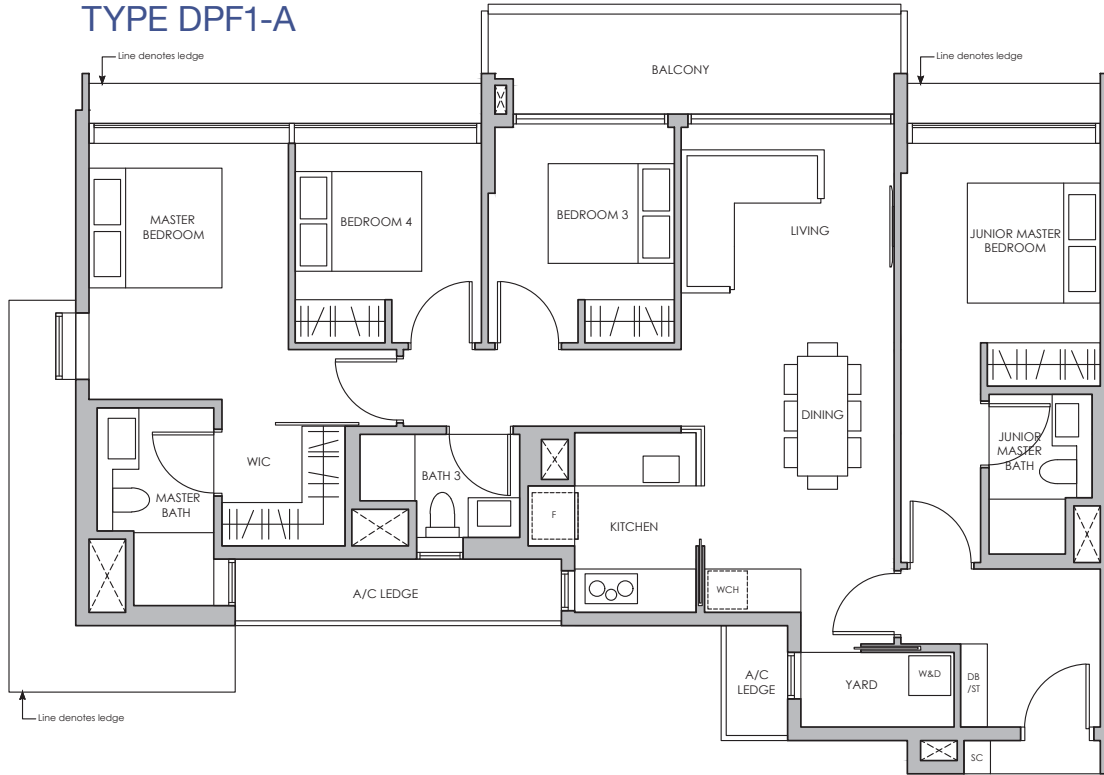 TYPE DPF1-A
Line denotes ledge
BALCONY
Line denotes ledge
MASTER
BEDROOM
BEDROOM 4
BEDROOM 3
LIVING
JUNIOR MASTER
BEDROOM
DINING
WIC
BATH 3
JUNIOR
MASTER
BATH
MASTER
BATH
F
KITCHEN
A/C LEDGE
WCH
A/C
LEDGE
YARD
W&D
DB
/ST
Line denotes ledge
SC